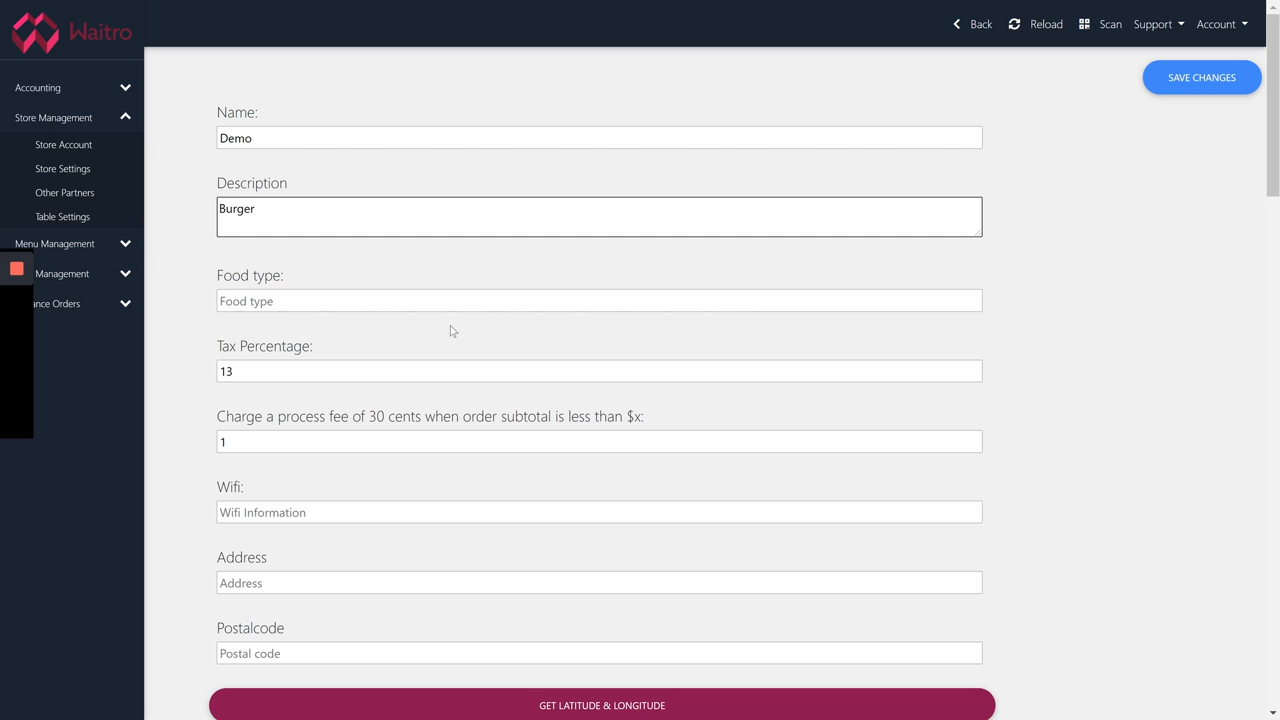 Waitro
Back
Reload
Scan
Support
Account
Accounting
Store Management
Store Account
Store Settings
Other Partners
Table Settings
Menu Management
Management
ance Orders
SAVE CHANGES
Name:
Demo
Description
Burger
Food type:
Food type
Tax Percentage:
13
Charge a process fee of 30 cents when order subtotal is less than $x:
1
Wifi:
Wifi Information
Address
Address
Postalcode
Postal code
GET LATITUDE & LONGITUDE